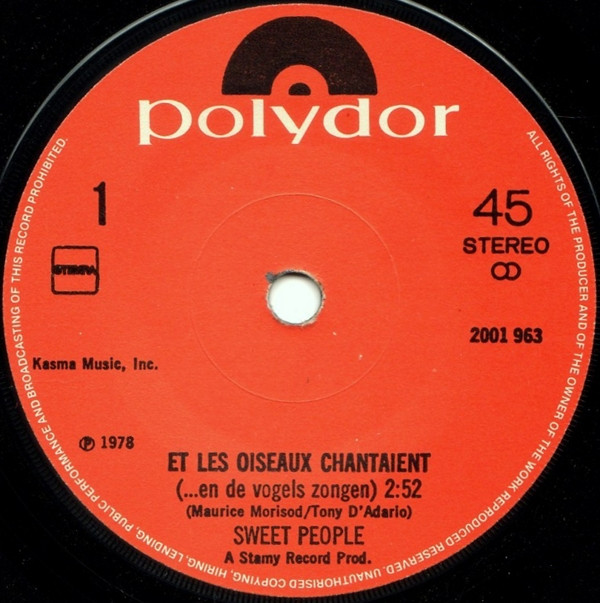 polydor
1
45
STEREO
STEMRA
2001 963
Kasma Music, Inc.
℗ 1978
ET LES OISEAUX CHANTAIENT
(...en de vogels zongen) 2:52
(Maurice Morisod/Tony D'Adario)
SWEET PEOPLE
A Stamy Record Prod.
ALL RIGHTS OF THE PRODUCER AND OF THE OWNER OF THE WORK REPRODUCED RESERVED. UNAUTHORISED COPYING, HIRING, LENDING, PUBLIC PERFORMANCE AND BROADCASTING OF THIS RECORD PROHIBITED.